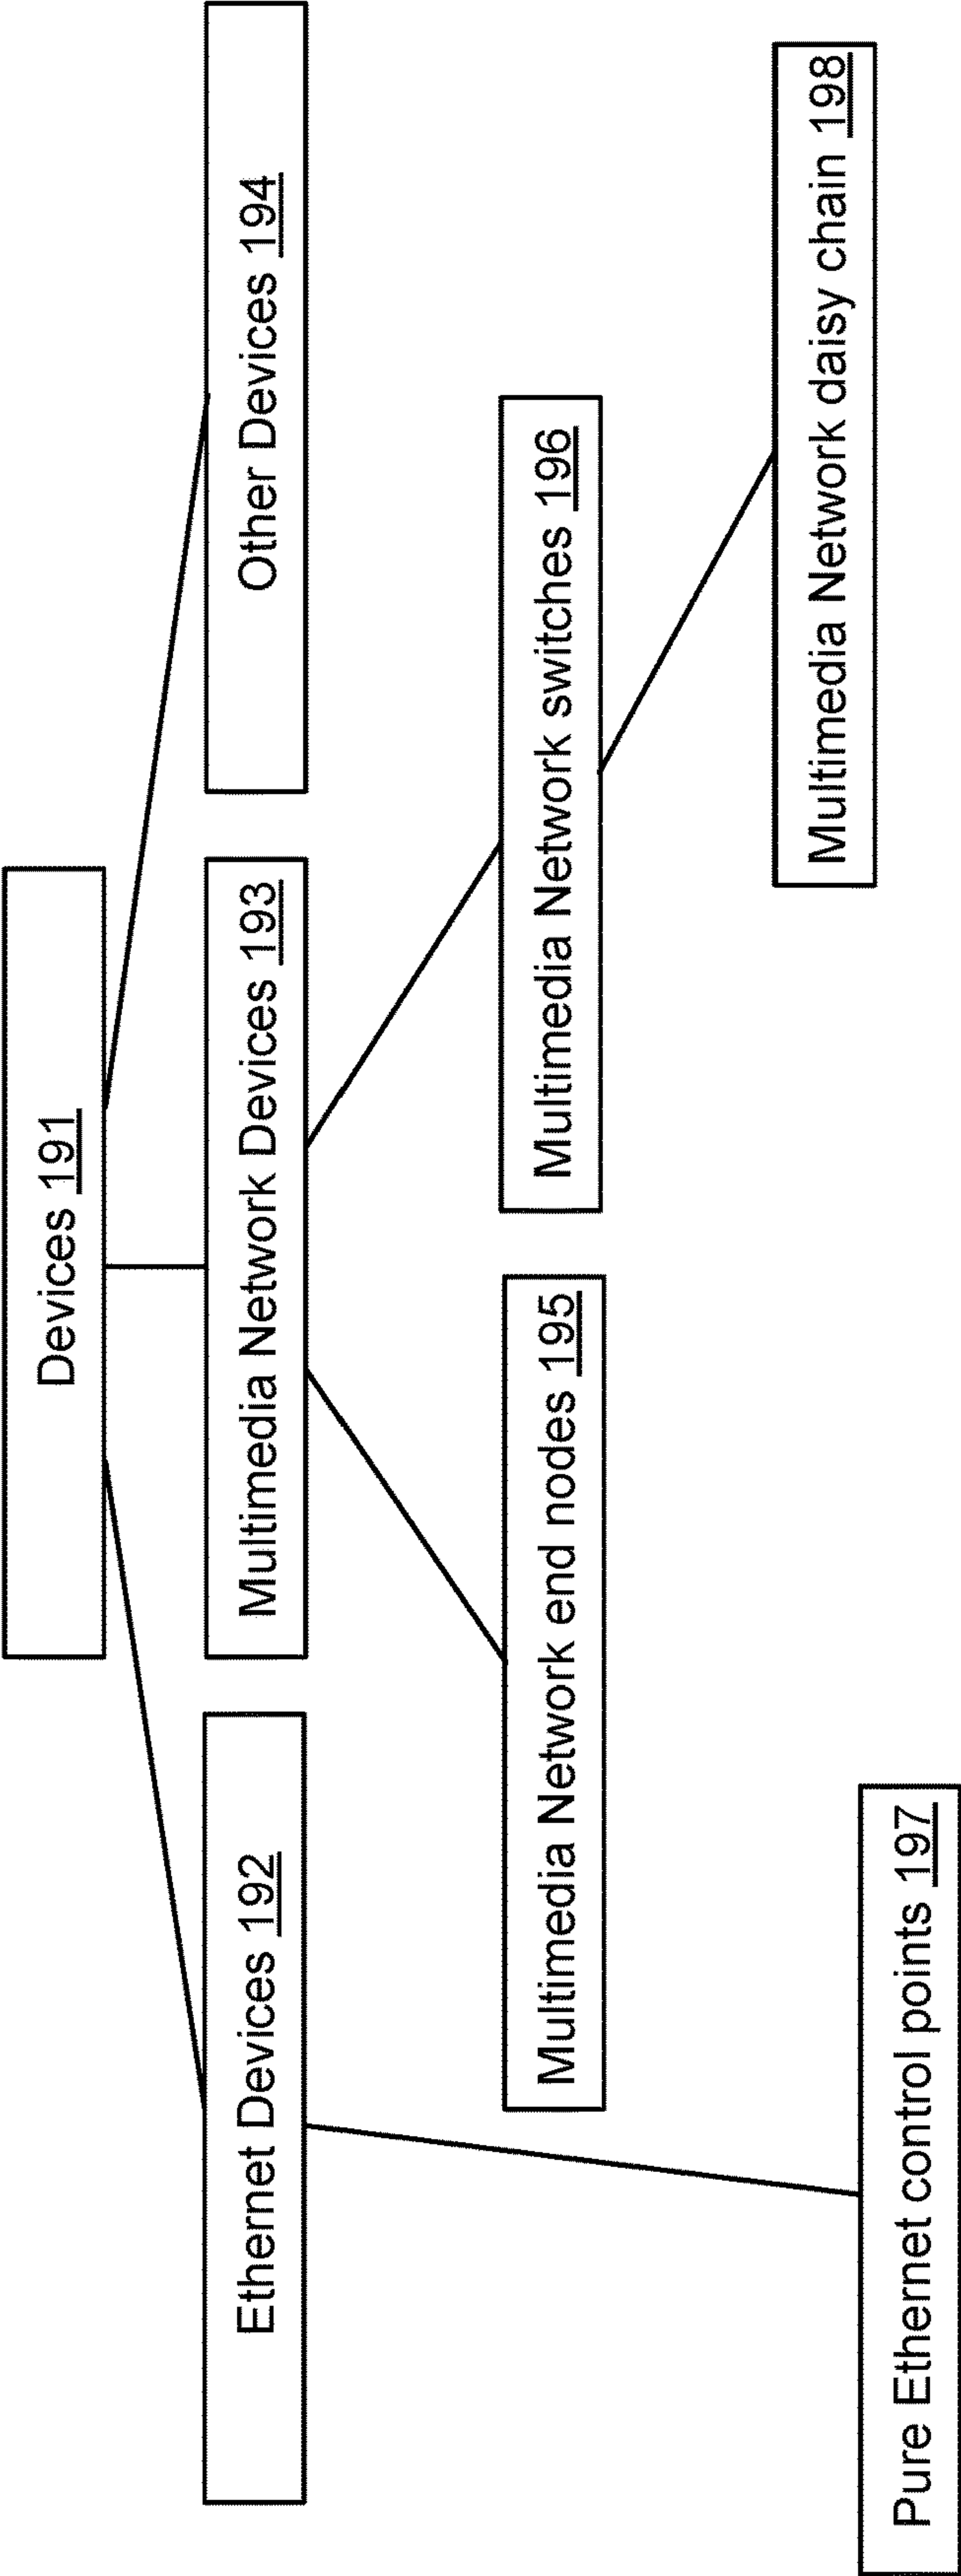 Devices 191
Ethernet Devices 192
Multimedia Network Devices 193
Other Devices 194
Multimedia Network end nodes 195
Multimedia Network switches 196
Pure Ethernet control points 197
Multimedia Network daisy chain 198